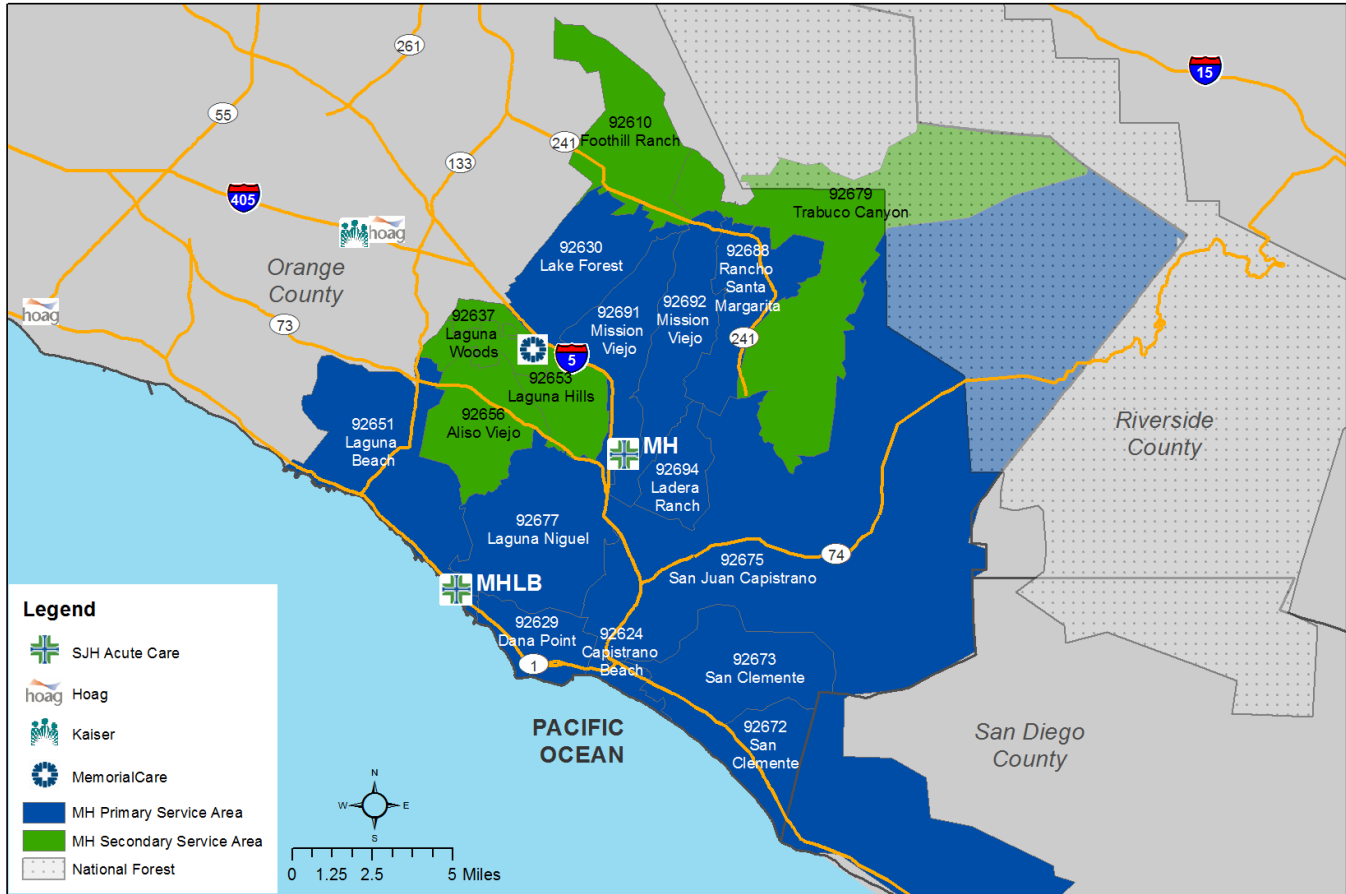 261
15
55
92610
Foothill Ranch
241
133
405
92679
Trabuco Canyon
hoag
92630
Lake Forest
92688
Rancho
Santa
Margarita
Orange
County
hoag
73
92637
Laguna
Woods
92691
Mission
Viejo
92692
Mission
Viejo
241
5
92653
Laguna Hills
92656
Aliso Viejo
92651
Laguna
Beach
Riverside
County
MH
92694
Ladera
Ranch
92677
Laguna Niguel
74
92675
San Juan Capistrano
MHLB
92629
Dana Point
92624
Capistrano
Beach
1
92673
San Clemente
PACIFIC
OCEAN
92672
San
Clemente
San Diego
County
Legend
SJH Acute Care
hoag
Hoag
Kaiser
MemorialCare
MH Primary Service Area
MH Secondary Service Area
National Forest
N
W
E
S
0 1.25 2.5 5 Miles